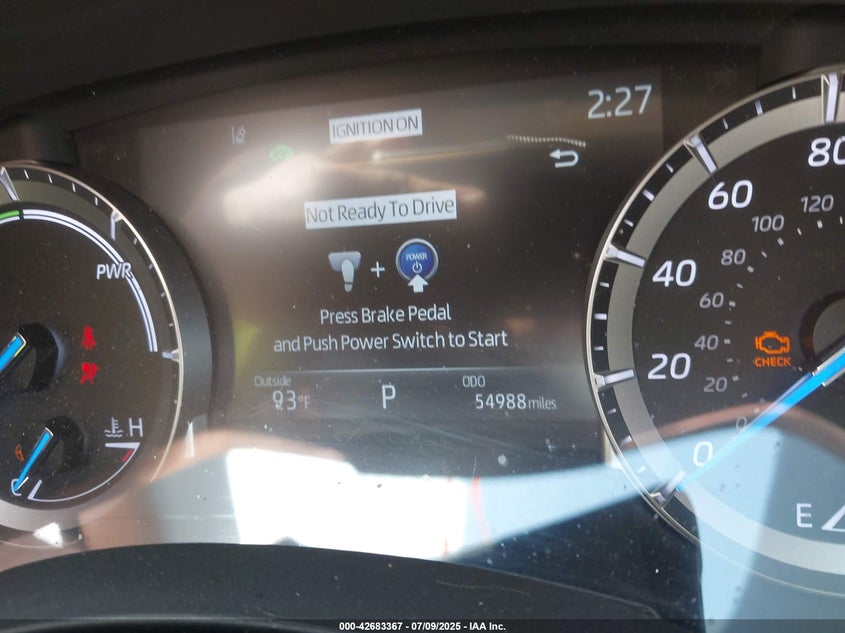 2:27
IGNITION ON
Not Ready To Drive
POWER
PWR
Press Brake Pedal
and Push Power Switch to Start
Outside
93°F
P
ODO
54988 miles
H
C
80
60
40
20
0
120
100
80
60
40
20
0
CHECK
E
000-42683367 - 07/09/2025 - IAA Inc.